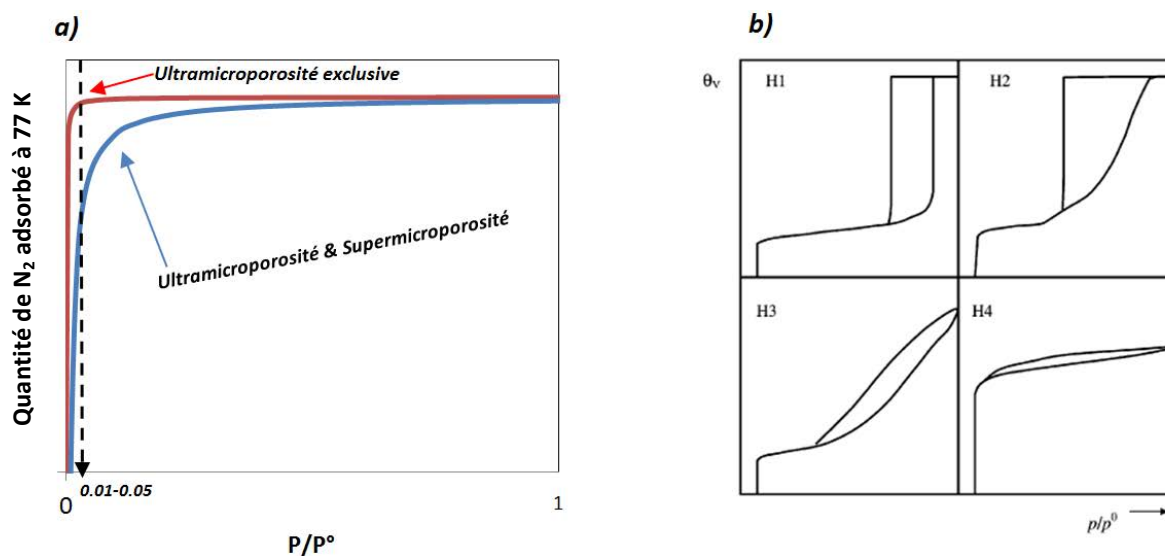 a)
Ultramicroporosité exclusive
Ultramicroporosité & Supermicroporosité
Quantité de N₂ adsorbé à 77 K
0
0.01-0.05
1
P/P°
b)
θᵥ
H1
H2
H3
H4
p/p⁰